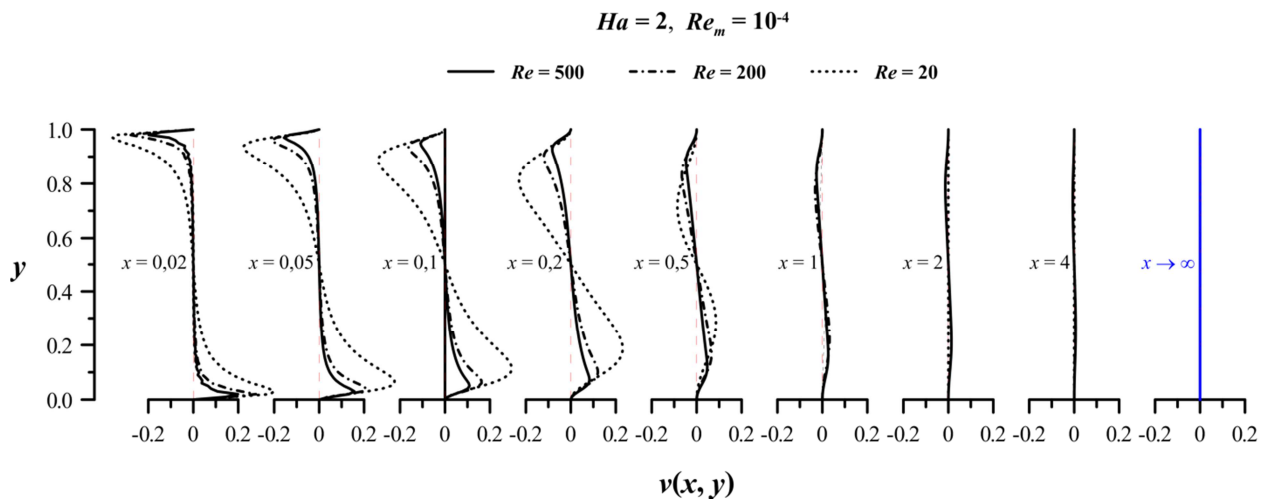 Ha = 2, Re_m = 10^-4
Re = 500 Re = 200 Re = 20
1.0
0.8
0.6
y x = 0,02 x = 0,05 x = 0,1 x = 0,2 x = 0,5 x = 1 x = 2 x = 4 x → ∞
0.4
0.2
0.0
-0.2 0 0.2 -0.2 0 0.2 -0.2 0 0.2 -0.2 0 0.2 -0.2 0 0.2 -0.2 0 0.2 -0.2 0 0.2 -0.2 0 0.2 -0.2 0 0.2
v(x, y)